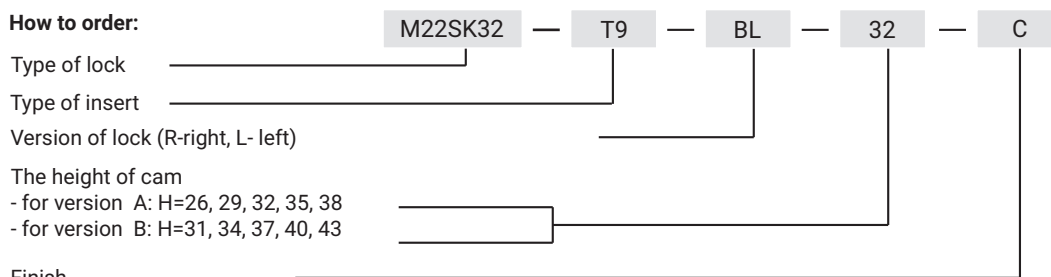 How to order:
M22SK32 — T9 — BL — 32 — C
Type of lock
Type of insert
Version of lock (R-right, L- left)
The height of cam
- for version  A: H=26, 29, 32, 35, 38
- for version  B: H=31, 34, 37, 40, 43
Finish